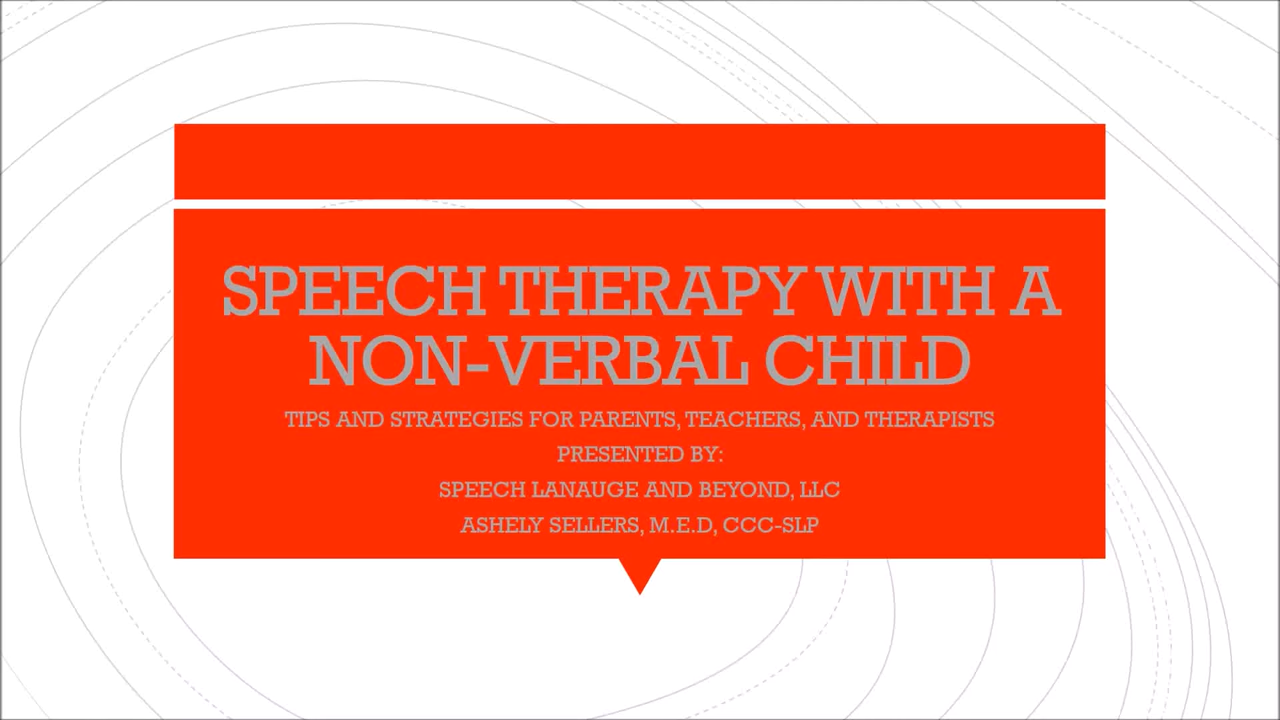 SPEECH THERAPY WITH A
NON-VERBAL CHILD
TIPS AND STRATEGIES FOR PARENTS, TEACHERS, AND THERAPISTS
PRESENTED BY:
SPEECH LANAUGE AND BEYOND, LLC
ASHELY SELLERS, M.E.D, CCC-SLP